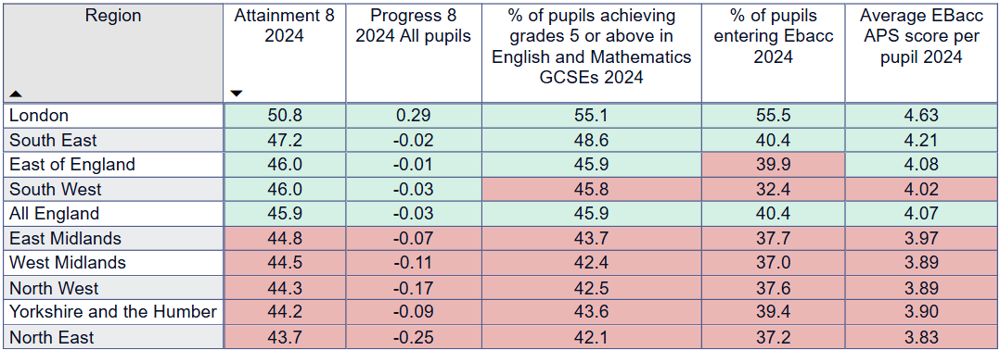 Region Attainment 8 Progress 8 % of pupils achieving % of pupils Average EBacc
2024 2024 All pupils grades 5 or above in entering Ebacc APS score per
English and Mathematics 2024 pupil 2024
GCSEs 2024
London 50.8 0.29 55.1 55.5 4.63
South East 47.2 -0.02 48.6 40.4 4.21
East of England 46.0 -0.01 45.9 39.9 4.08
South West 46.0 -0.03 45.8 32.4 4.02
All England 45.9 -0.03 45.9 40.4 4.07
East Midlands 44.8 -0.07 43.7 37.7 3.97
West Midlands 44.5 -0.11 42.4 37.0 3.89
North West 44.3 -0.17 42.5 37.6 3.89
Yorkshire and the Humber 44.2 -0.09 43.6 39.4 3.90
North East 43.7 -0.25 42.1 37.2 3.83